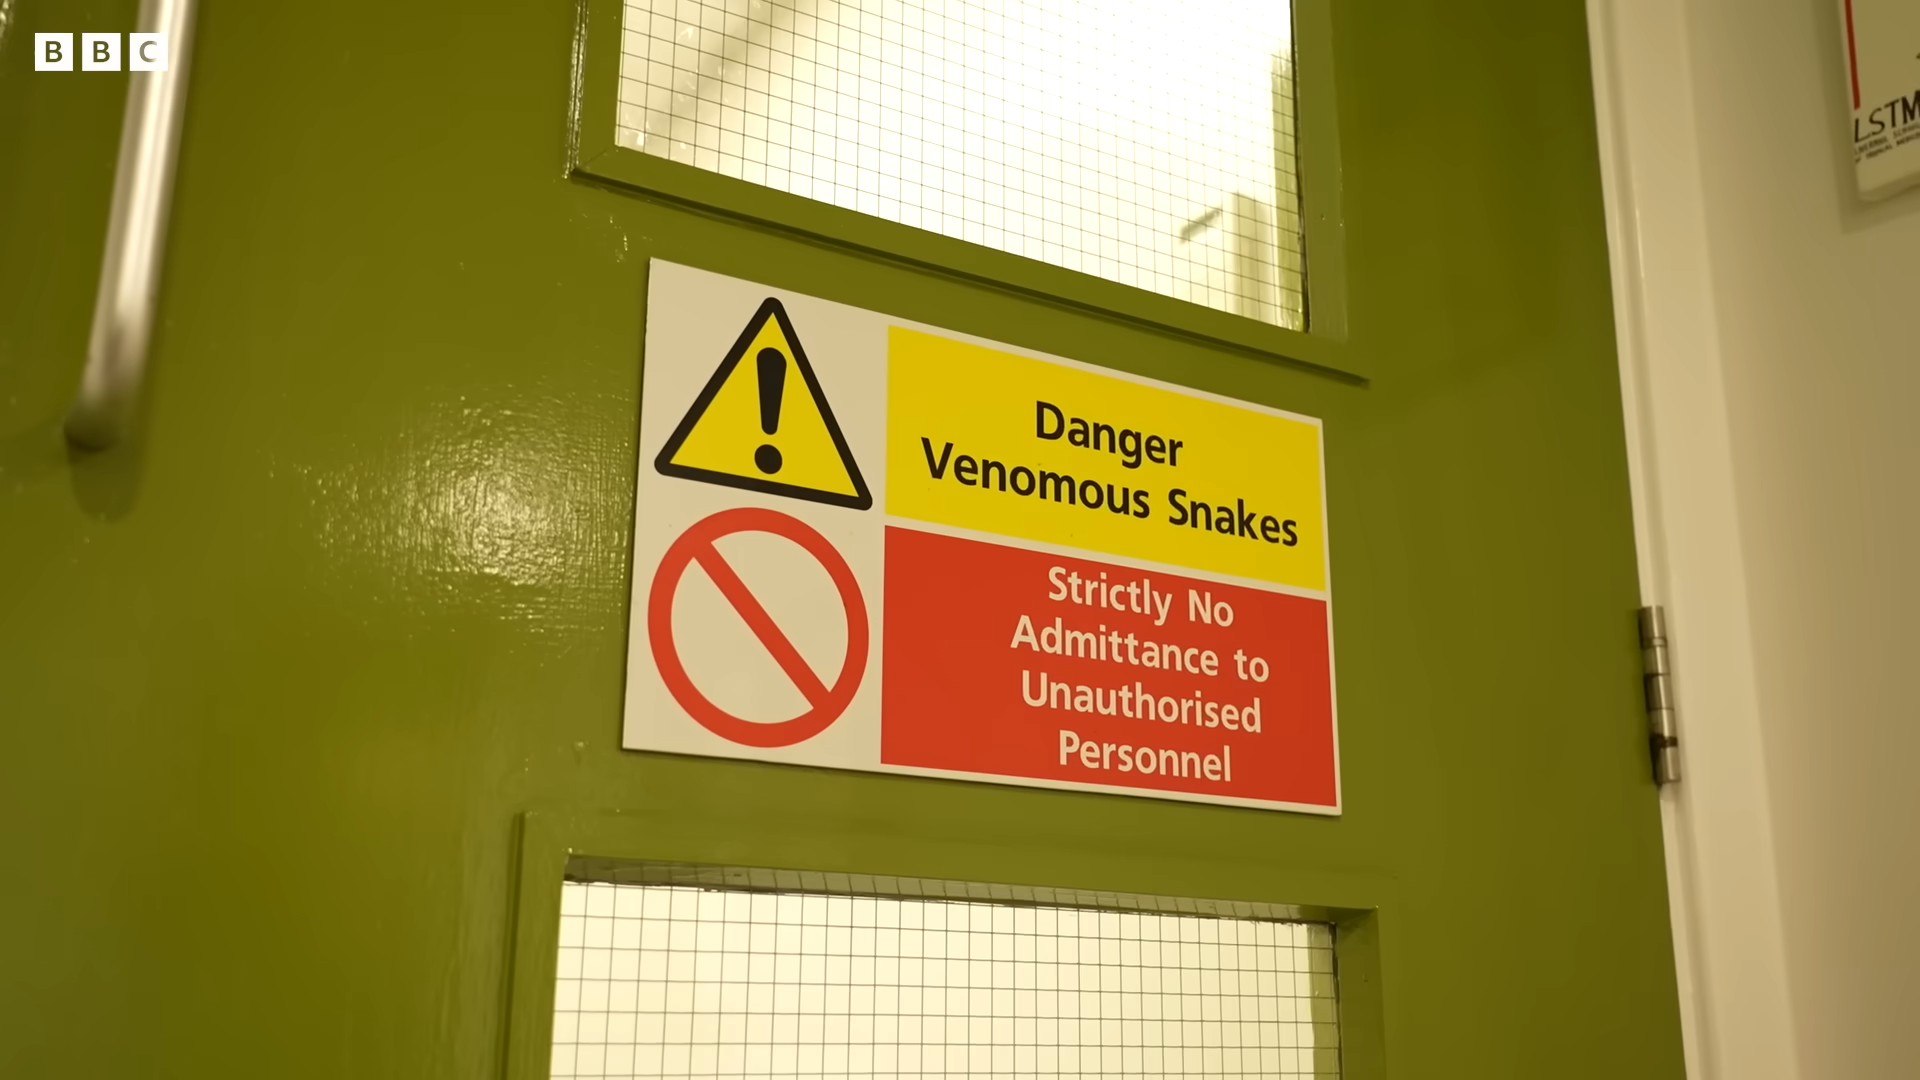 BBC
LSTM
Danger
Venomous Snakes
Strictly No
Admittance to
Unauthorised
Personnel